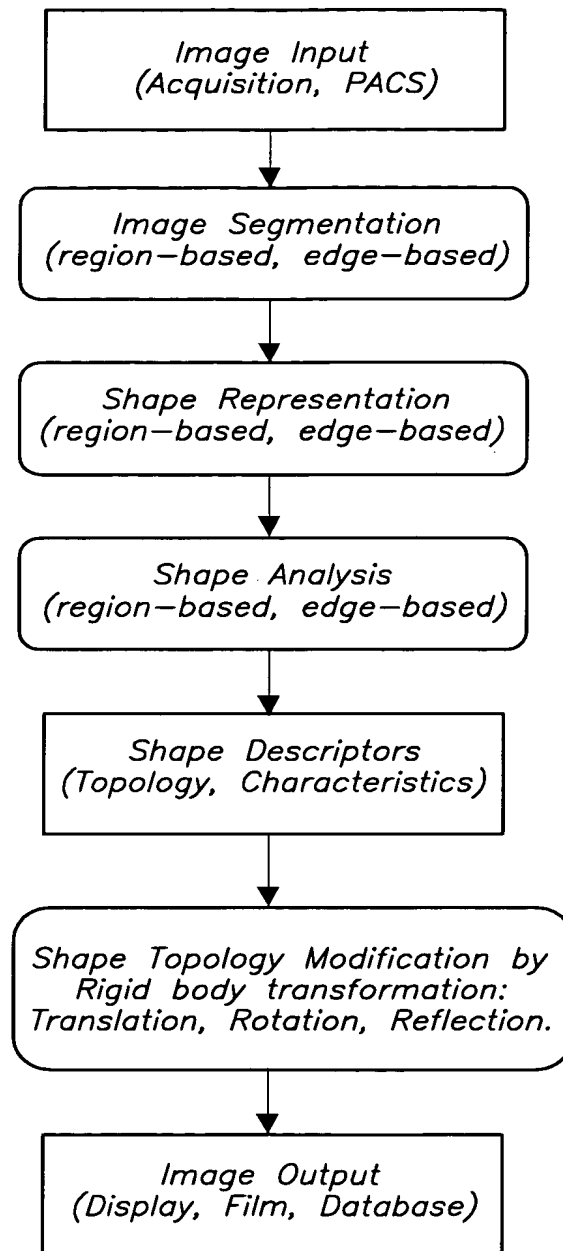 Image Input
(Acquisition, PACS)
Image Segmentation
(region-based, edge-based)
Shape Representation
(region-based, edge-based)
Shape Analysis
(region-based, edge-based)
Shape Descriptors
(Topology, Characteristics)
Shape Topology Modification by
Rigid body transformation:
Translation, Rotation, Reflection.
Image Output
(Display, Film, Database)